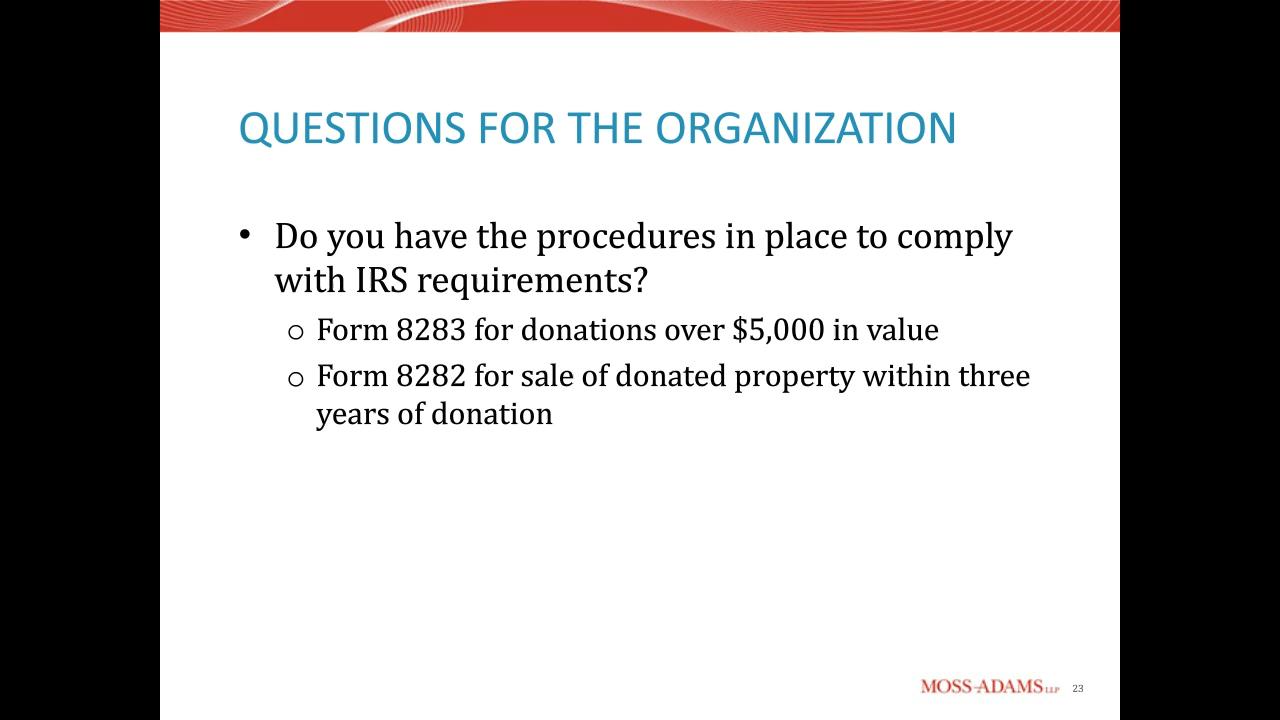 QUESTIONS FOR THE ORGANIZATION
• Do you have the procedures in place to comply
with IRS requirements?
o Form 8283 for donations over $5,000 in value
o Form 8282 for sale of donated property within three
years of donation
MOSS-ADAMS LLP 23